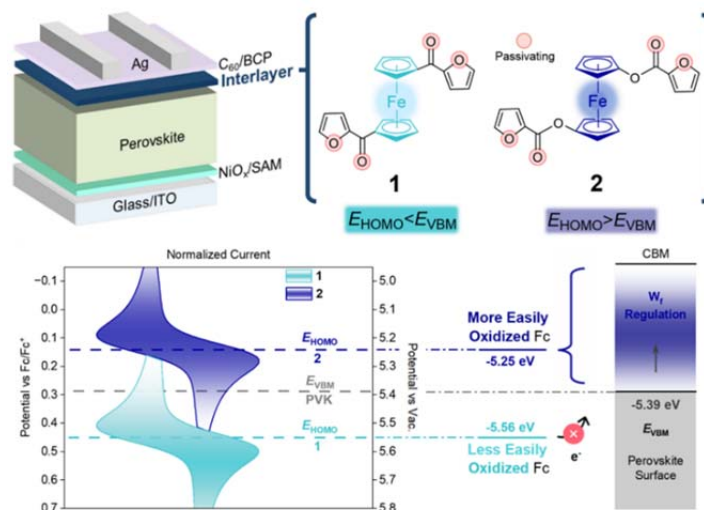 Ag
C60/BCP
Interlayer
Perovskite
NiOx/SAM
Glass/ITO
Passivating
O
O
Fe
O
O
1
O
O
O
Fe
O
O
O
2
EHOMO<EVBM
EHOMO>EVBM
Normalized Current
Potential vs Fc/Fc+
-0.1
0.0
0.1
0.2
0.3
0.4
0.5
0.6
0.7
1
2
EHOMO
2
EVBM
PVK
EHOMO
1
5.0
5.1
5.2
5.3
5.4
5.5
5.6
5.7
5.8
Potential vs Vac.
More Easily
Oxidized Fc
-5.25 eV
-5.56 eV
Less Easily
Oxidized Fc
e-
CBM
Wf
Regulation
-5.39 eV
EVBM
Perovskite
Surface